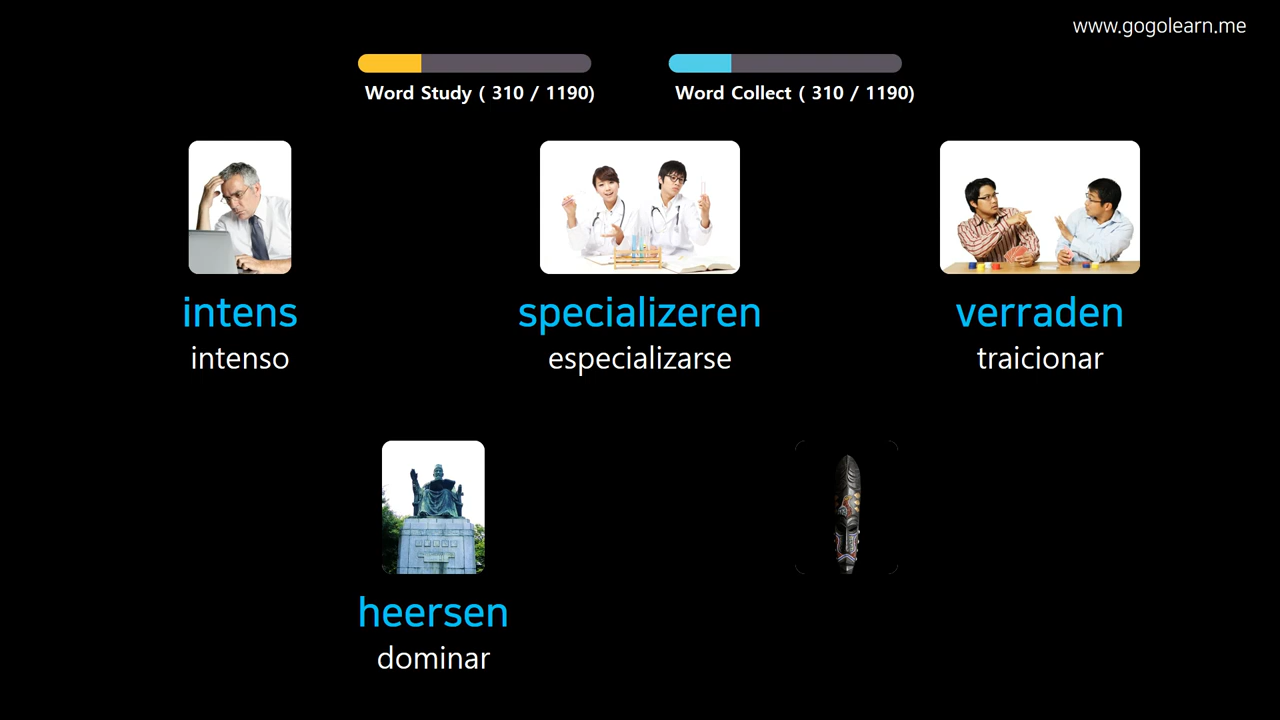 www.gogolearn.me
Word Study ( 310 / 1190)
Word Collect ( 310 / 1190)
intens
intenso
specializeren
especializarse
verraden
traicionar
heersen
dominar